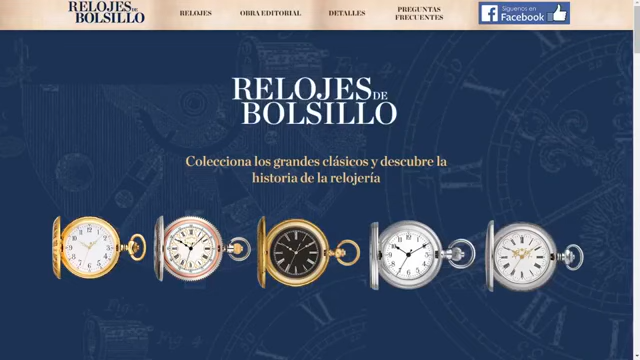 RELOJES DE
BOLSILLO
RELOJES
OBRA EDITORIAL
DETALLES
PREGUNTAS
FRECUENTES
Síguenos en
Facebook
RELOJES DE
BOLSILLO
Colecciona los grandes clásicos y descubre la
historia de la relojería